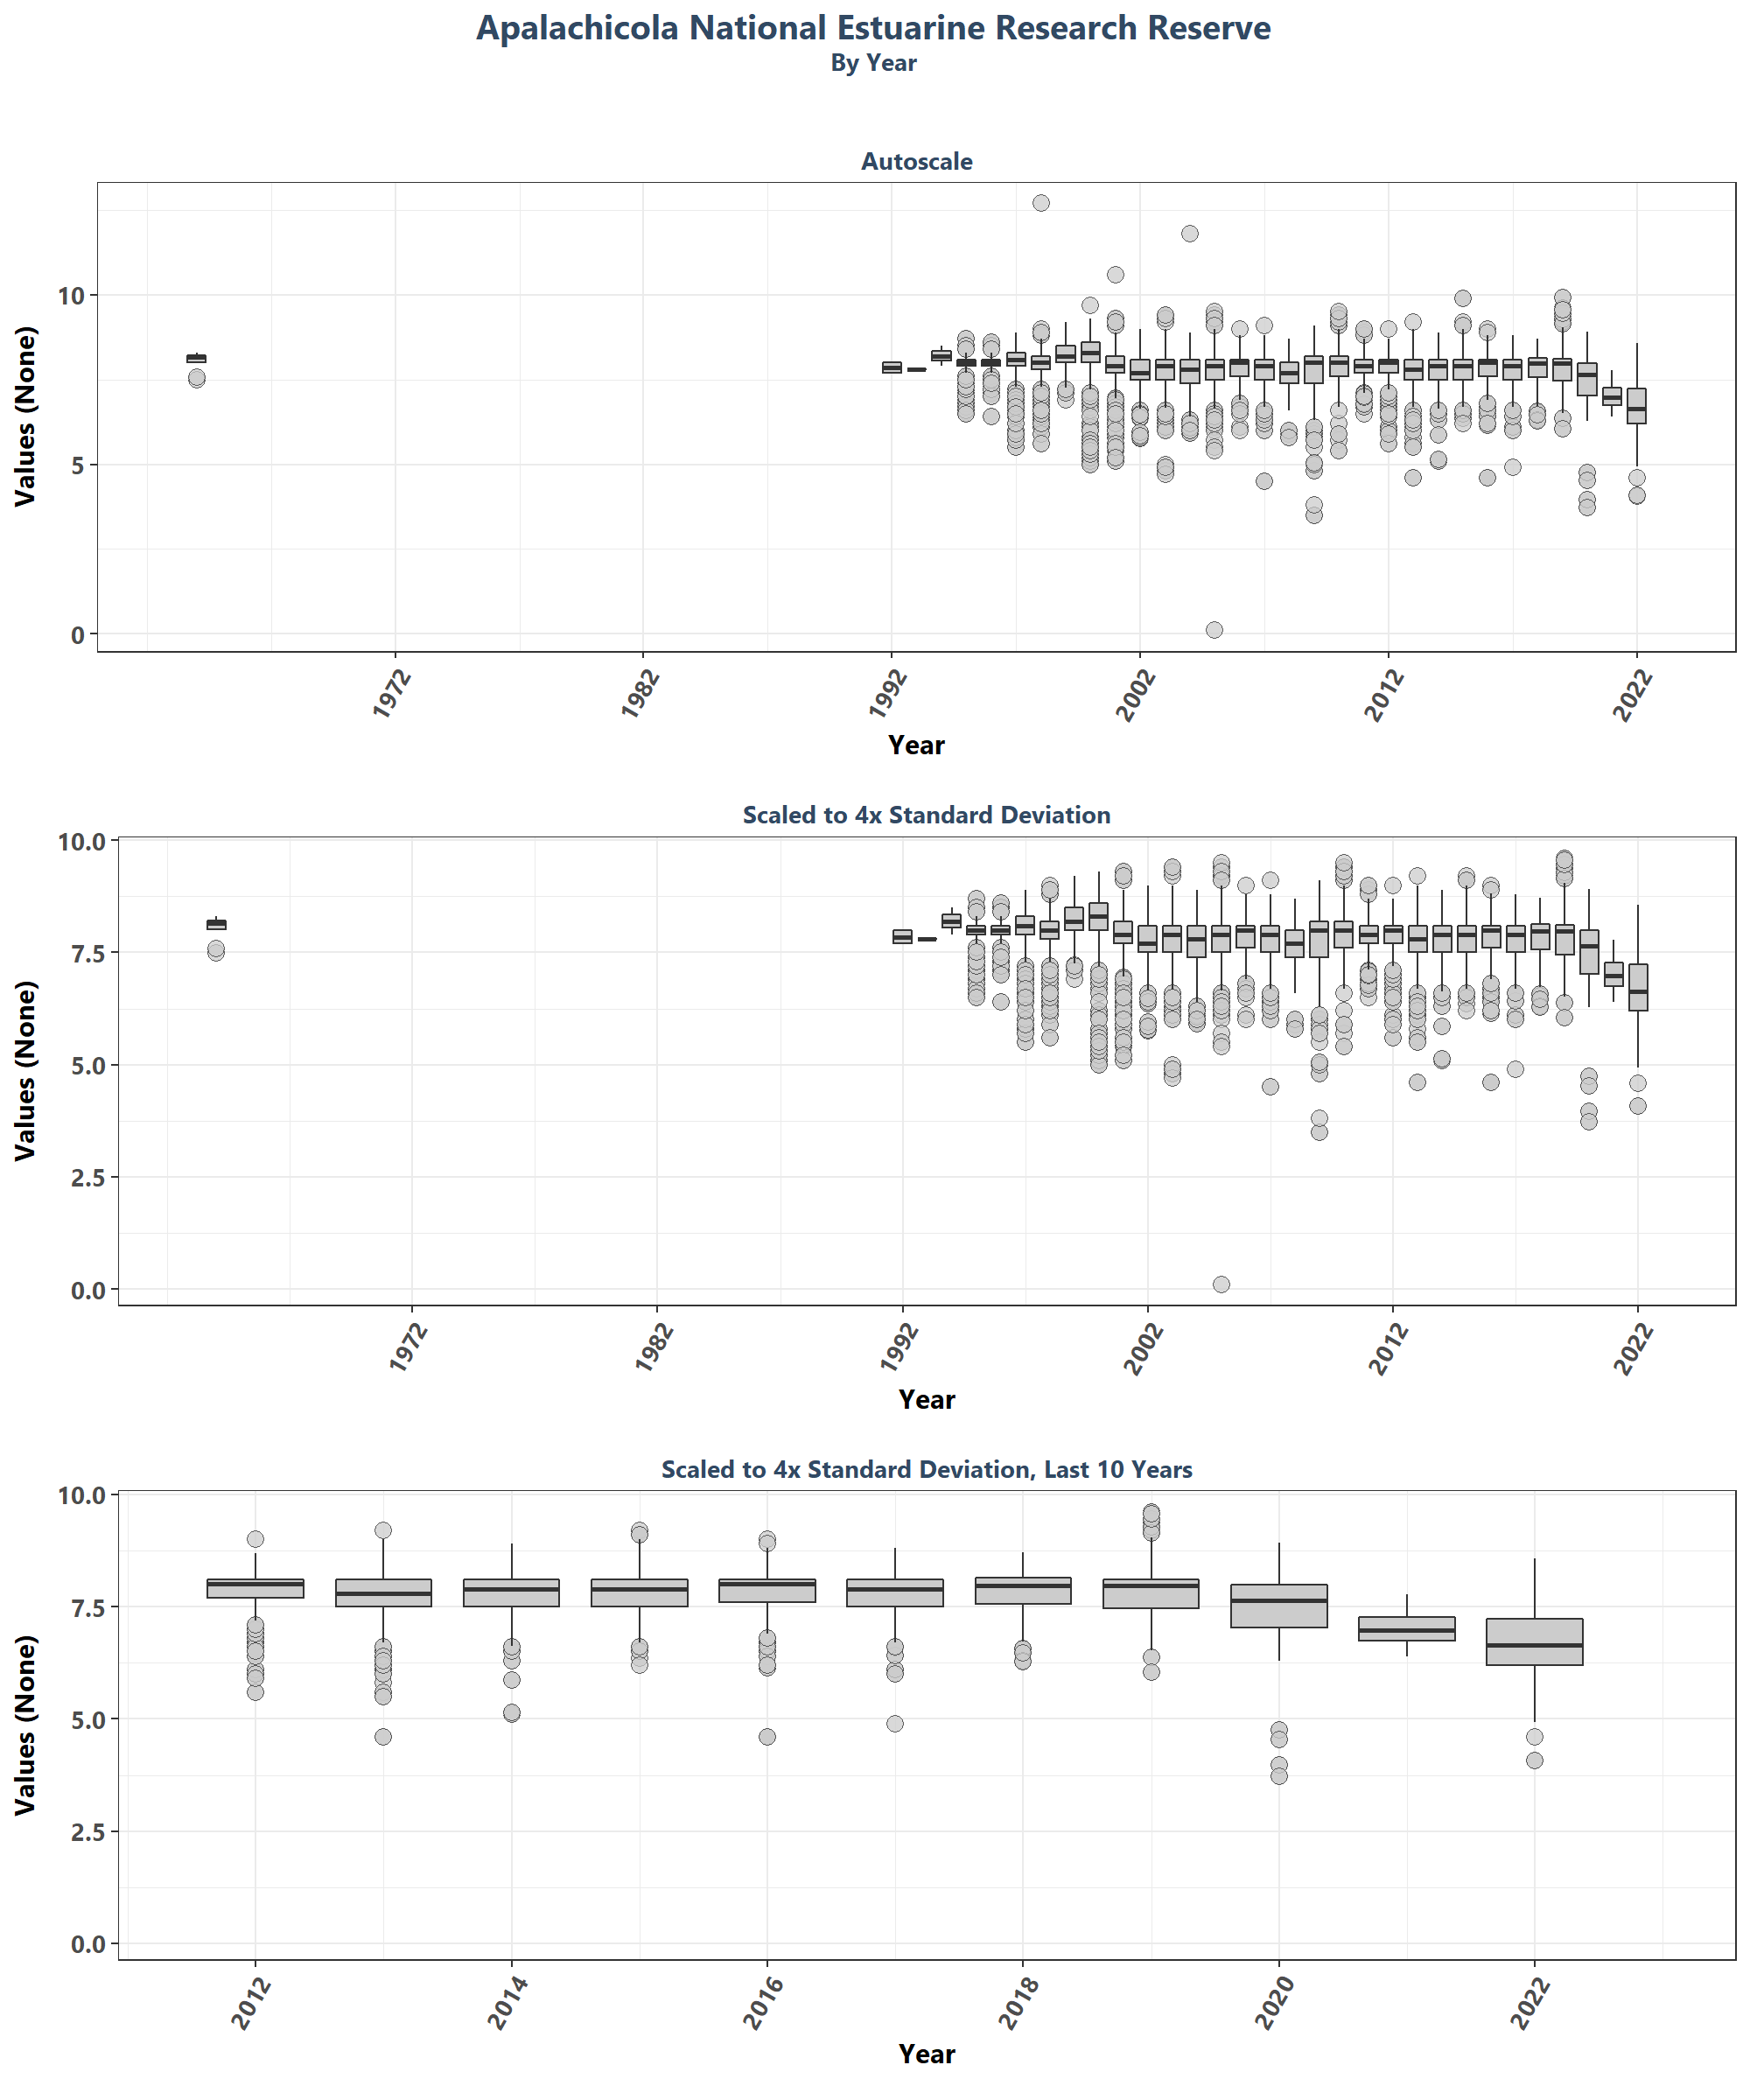 Apalachicola National Estuarine Research Reserve
By Year
Autoscale
Values (None)
10
5
0
1972
1982
1992
2002
2012
2022
Year
Scaled to 4x Standard Deviation
Values (None)
10.0
7.5
5.0
2.5
0.0
1972
1982
1992
2002
2012
2022
Year
Scaled to 4x Standard Deviation, Last 10 Years
Values (None)
10.0
7.5
5.0
2.5
0.0
2012
2014
2016
2018
2020
2022
Year